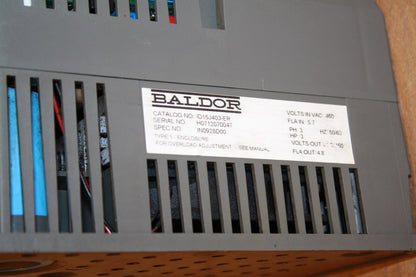 BALDOR
CATALOG NO. ID15J403-ER
SERIAL NO. H0712070047
SPEC NO. IN0928D00
TYPE 1 - ENCLOSURE
FOR OVERLOAD ADJUSTMENT - SEE MANUAL
VOLTS IN VAC: 460
FLA IN: 5.7
PH: 3 HZ: 50/60
HP: 3
VOLTS OUT
FLA OUT: 4.8